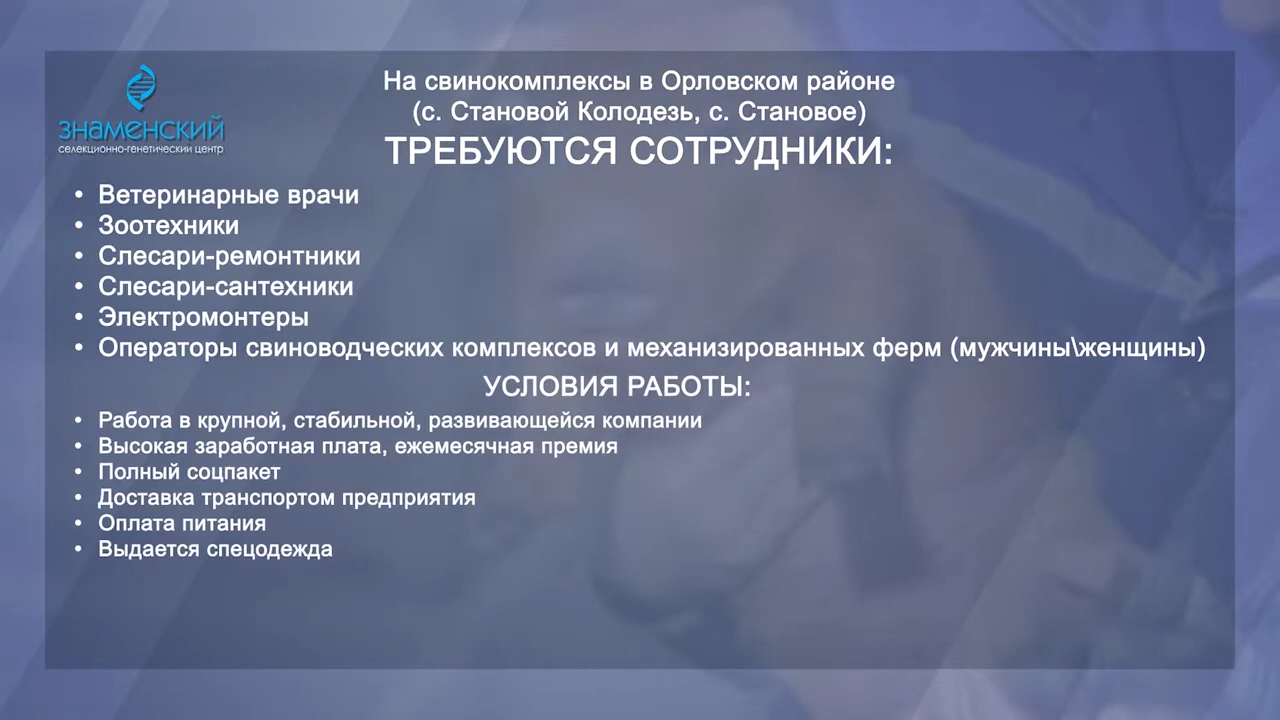 ЗНАМЕНСКИЙ
селекционно-генетический центр
На свинокомплексы в Орловском районе
(с. Становой Колодезь, с. Становое)
ТРЕБУЮТСЯ СОТРУДНИКИ:
• Ветеринарные врачи
• Зоотехники
• Слесари-ремонтники
• Слесари-сантехники
• Электромонтеры
• Операторы свиноводческих комплексов и механизированных ферм (мужчины\женщины)
УСЛОВИЯ РАБОТЫ:
• Работа в крупной, стабильной, развивающейся компании
• Высокая заработная плата, ежемесячная премия
• Полный соцпакет
• Доставка транспортом предприятия
• Оплата питания
• Выдается спецодежда